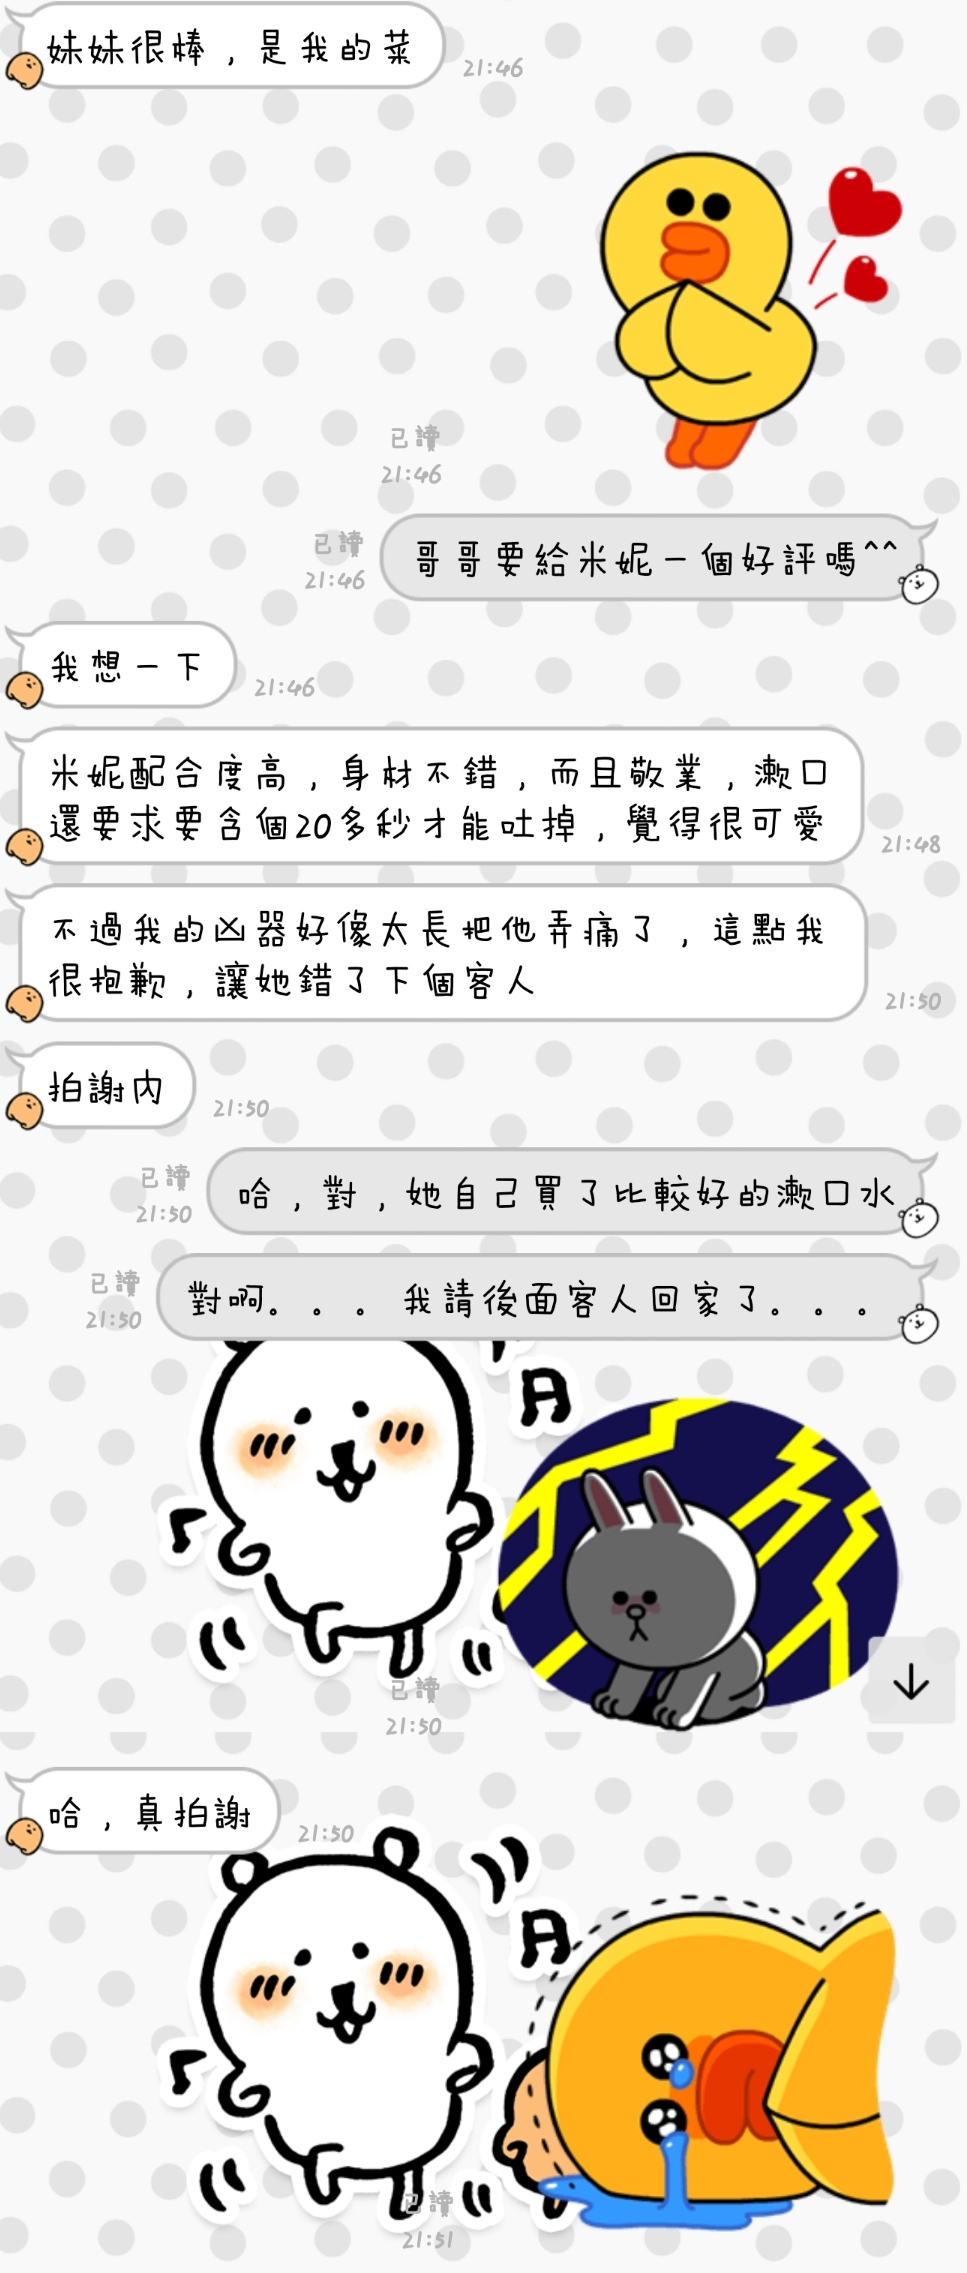 妹妹很棒，是我的菜
21:46
已讀
21:46
哥哥要給米妮一個好評嗎^^
已讀
21:46
我想一下
21:46
米妮配合度高，身材不錯，而且敬業，漱口
還要求要含個20多秒才能吐掉，覺得很可愛
21:48
不過我的凶器好像太長把他弄痛了，這點我
很抱歉，讓她錯了下個客人
21:50
拍謝內
21:50
哈，對，她自己買了比較好的漱口水
已讀
21:50
對啊。。。我請後面客人回家了。。。
已讀
21:50
已讀
21:50
哈，真拍謝
21:50
已讀
21:51